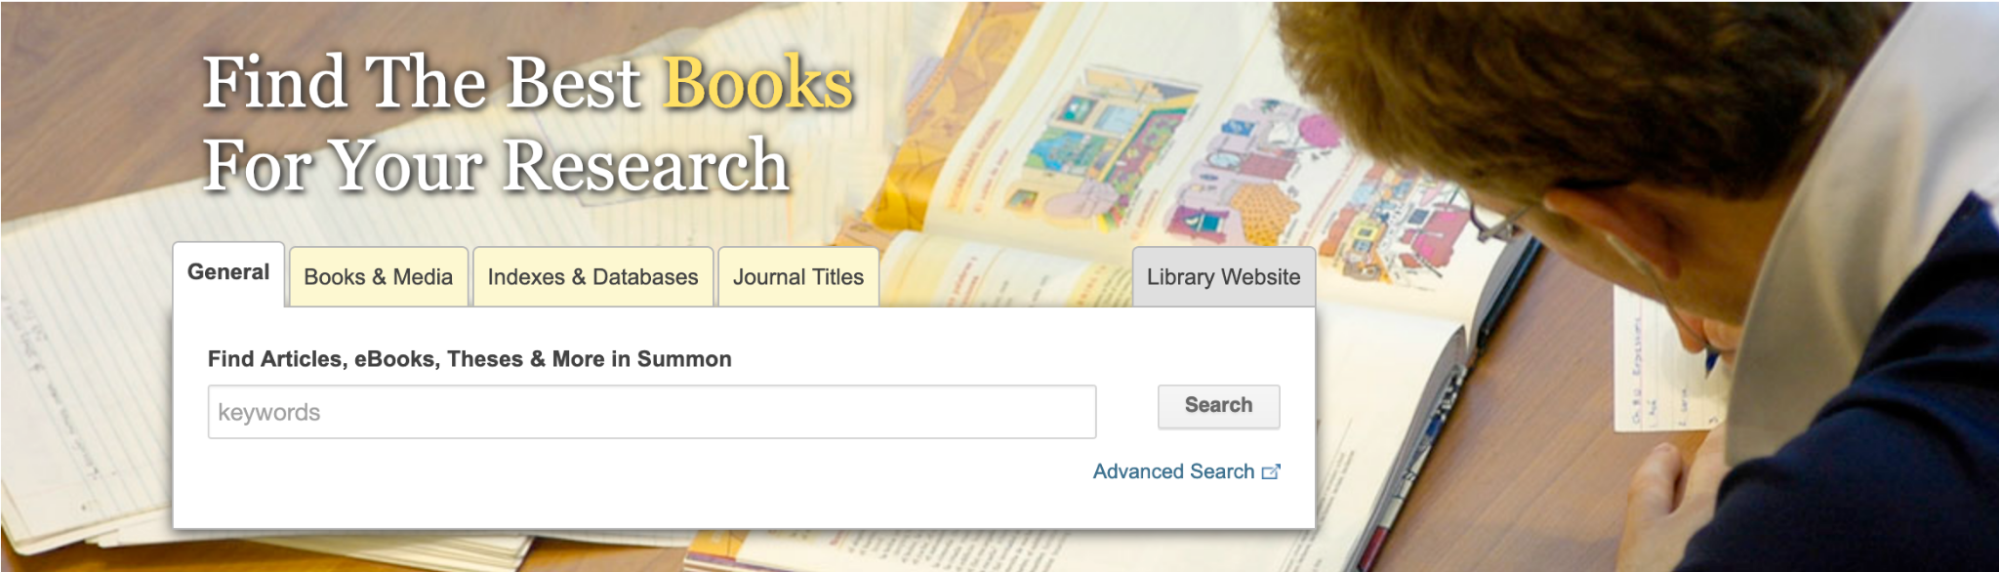 Find The Best Books
For Your Research
General
Books & Media
Indexes & Databases
Journal Titles
Library Website
Find Articles, eBooks, Theses & More in Summon
keywords
Search
Advanced Search